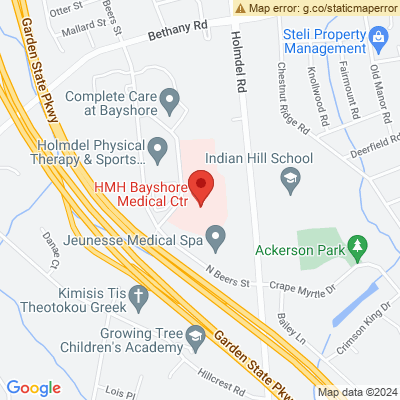 Map error: g.co/staticmaperror
Otter St
Beers St
Mallard St
Bethany Rd
Garden State Pkwy
Holmdel Rd
Steli Property
Management
Old Manor Rd
Fairmount Rd
Knollwood Rd
Chestnut Ridge Rd
Deerfield Rd
Complete Care
at Bayshore
Holmdel Physical
Therapy & Sports...
Indian Hill School
HMH Bayshore
Medical Ctr
Jeunesse Medical Spa
Ackerson Park
Danae Ct
N Beers St
Crape Myrtle Dr
Kimisis Tis
Theotokou Greek
Bailey Ln
Crimson King Dr
Growing Tree
Children's Academy
Garden State Pkwy
Hillcrest Rd
Lois Pl
Google
Map data ©2024